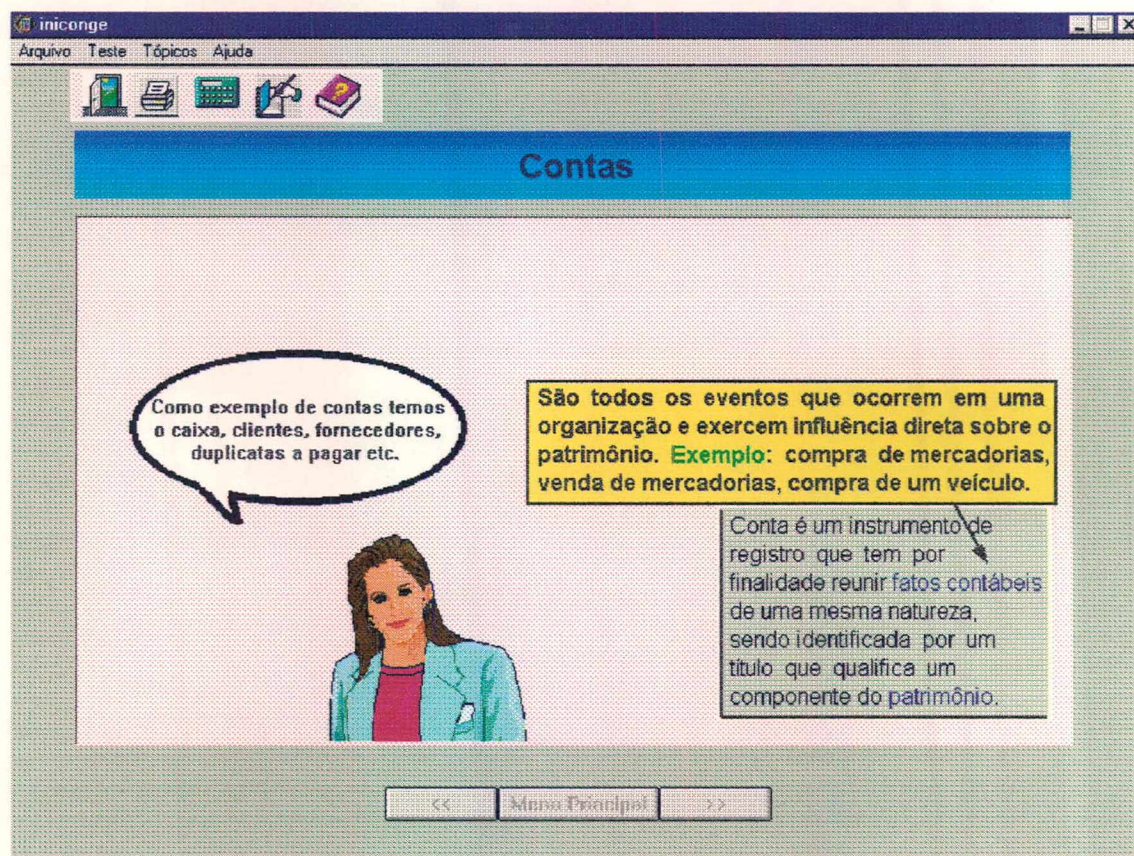 iniconge
Arquivo Teste Tópicos Ajuda
Contas
Como exemplo de contas temos
o caixa, clientes, fornecedores,
duplicatas a pagar etc.
São todos os eventos que ocorrem em uma
organização e exercem influência direta sobre o
patrimônio. Exemplo: compra de mercadorias,
venda de mercadorias, compra de um veículo.
Conta é um instrumento de
registro que tem por
finalidade reunir fatos contábeis
de uma mesma natureza,
sendo identificada por um
título que qualifica um
componente do patrimônio.
<< Menu Principal >>